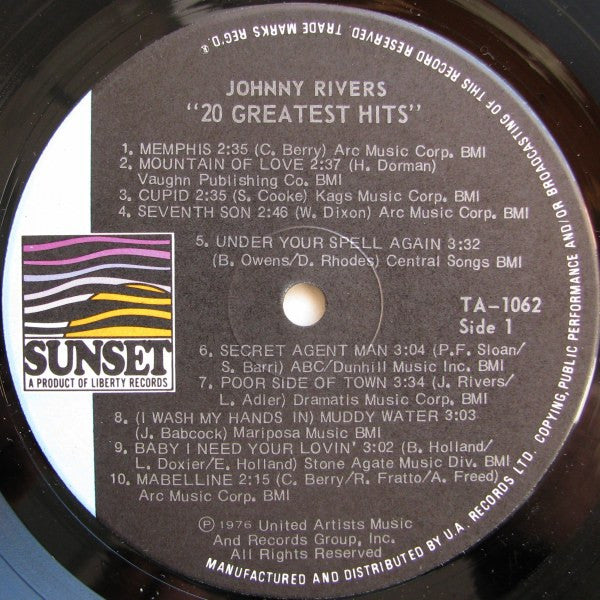 JOHNNY RIVERS
"20 GREATEST HITS"
1. MEMPHIS 2:35 (C. Berry) Arc Music Corp. BMI
2. MOUNTAIN OF LOVE 2:37 (H. Dorman)
Vaughn Publishing Co. BMI
3. CUPID 2:35 (S. Cooke) Kags Music Corp. BMI
4. SEVENTH SON 2:46 (W. Dixon) Arc Music Corp. BMI
5. UNDER YOUR SPELL AGAIN 3:32
(B. Owens/D. Rhodes) Central Songs BMI
TA-1062
Side 1
SUNSET
A PRODUCT OF LIBERTY RECORDS
6. SECRET AGENT MAN 3:04 (P.F. Sloan/
S. Barri) ABC/Dunhill Music Inc. BMI
7. POOR SIDE OF TOWN 3:34 (J. Rivers/
L. Adler) Dramatis Music Corp. BMI
8. (I WASH MY HANDS IN) MUDDY WATER 3:03
(J. Babcock) Mariposa Music BMI
9. BABY I NEED YOUR LOVIN' 3:02 (B. Holland/
L. Doxier/E. Holland) Stone Agate Music Div. BMI
10. MABELLINE 2:15 (C. Berry/R. Fratto/A. Freed)
Arc Music Corp. BMI
℗ 1976 United Artists Music
And Records Group, Inc.
All Rights Reserved
MANUFACTURED AND DISTRIBUTED BY U.A. RECORDS LTD. COPYING, PUBLIC PERFORMANCE AND/OR BROADCASTING OF THIS RECORD RESERVED. TRADE MARKS REG'D. ®